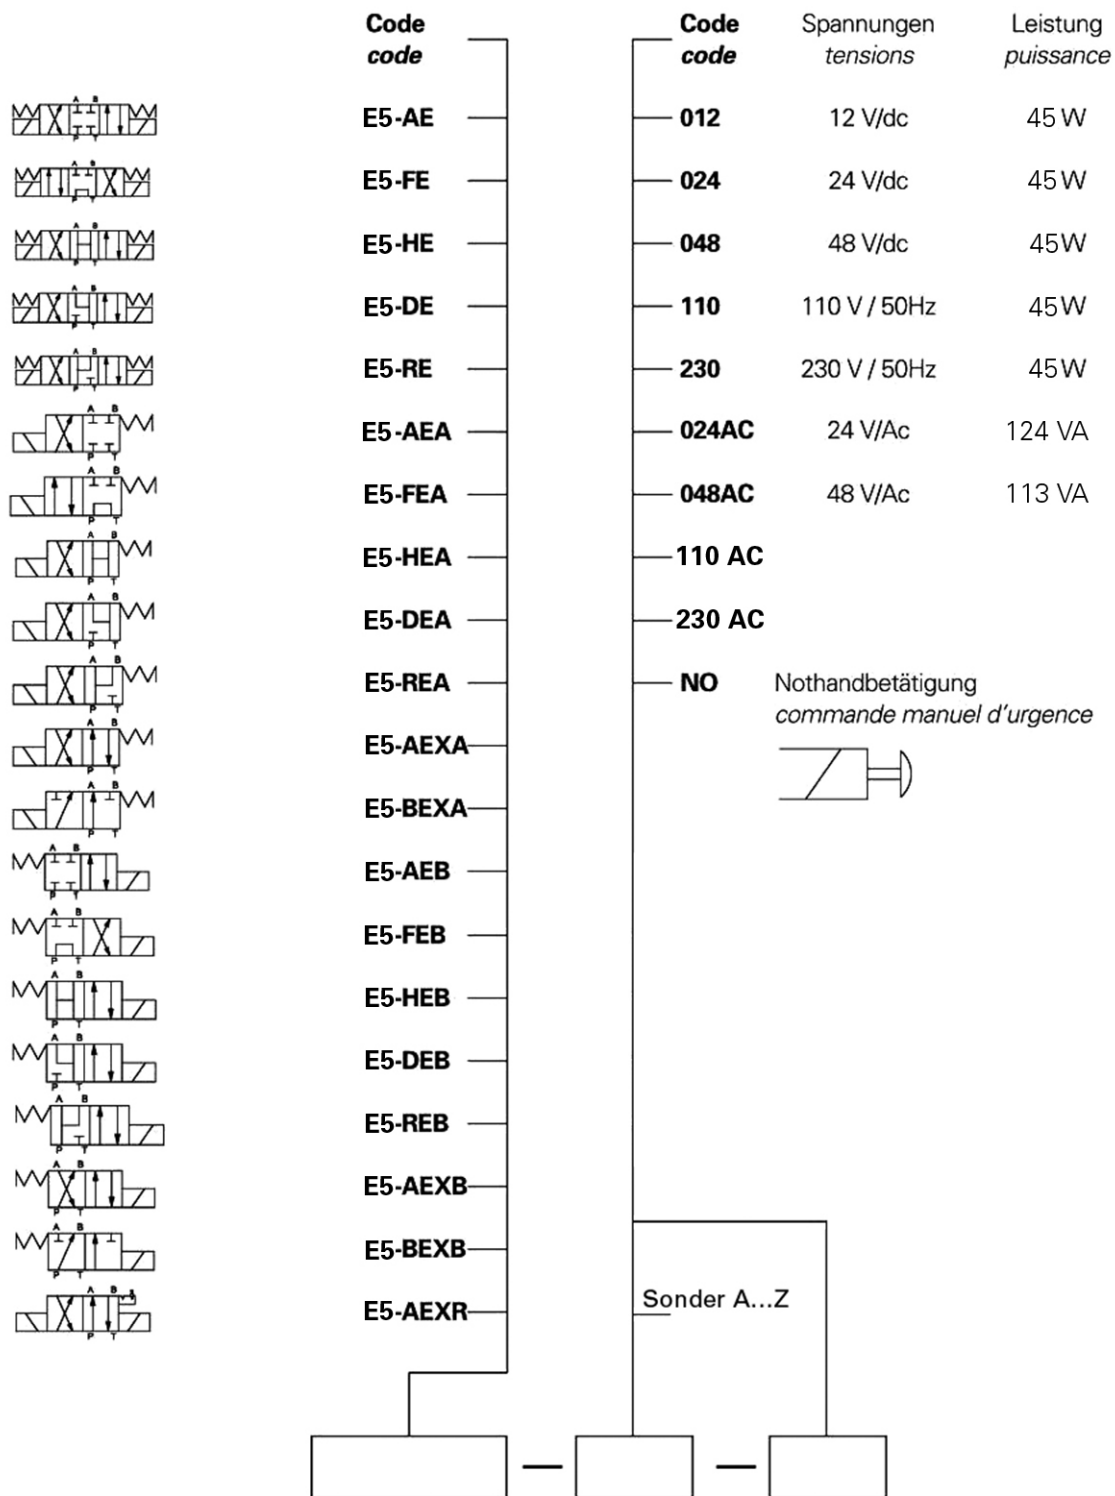 Code Code Spannungen Leistung
code code tensions puissance
E5-AE 012 12 V/dc 45 W
E5-FE 024 24 V/dc 45 W
E5-HE 048 48 V/dc 45 W
E5-DE 110 110 V / 50Hz 45 W
E5-RE 230 230 V / 50Hz 45 W
E5-AEA 024AC 24 V/Ac 124 VA
E5-FEA 048AC 48 V/Ac 113 VA
E5-HEA 110 AC
E5-DEA 230 AC
E5-REA NO Nothandbetätigung
commande manuel d'urgence
E5-AEXA
E5-BEXA
E5-AEB
E5-FEB
E5-HEB
E5-DEB
E5-REB
E5-AEXB
E5-BEXB
Sonder A...Z
E5-AEXR